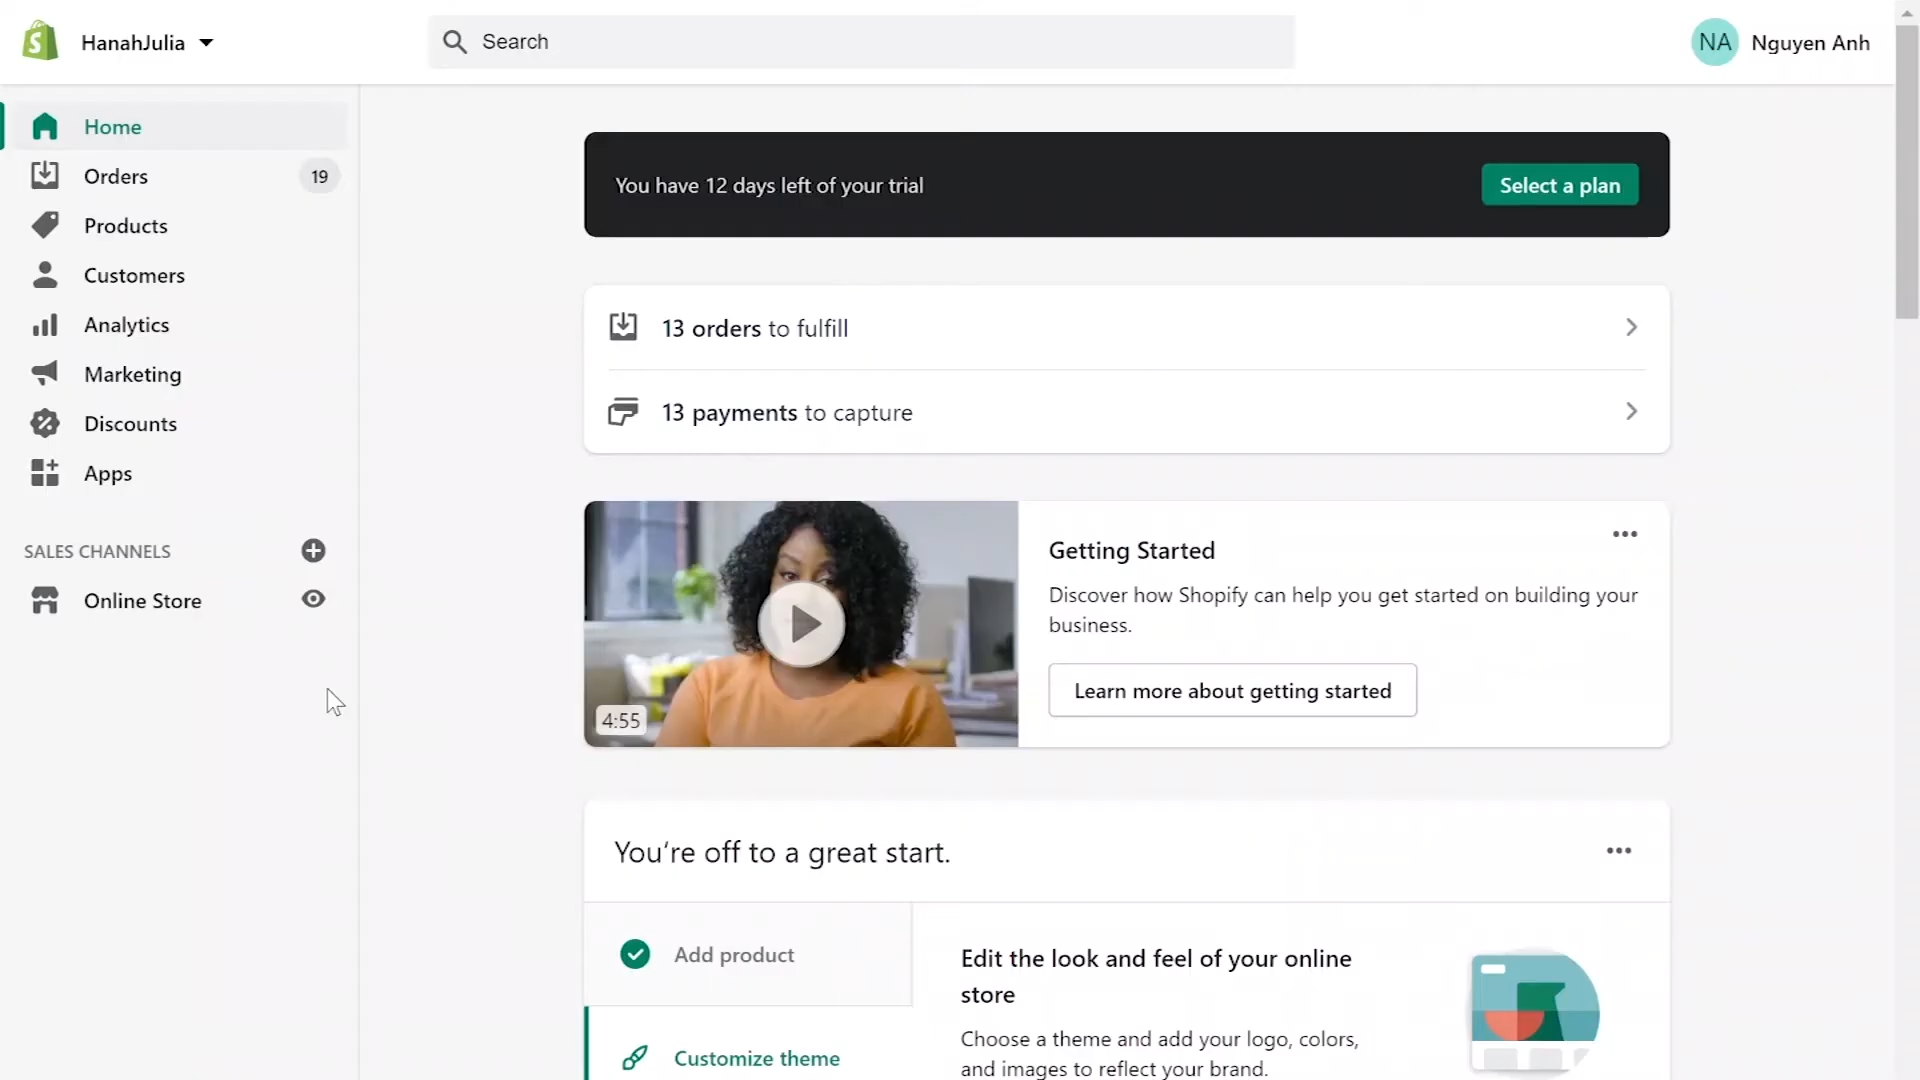 HanahJulia
Search
NA
Nguyen Anh
Home
Orders
19
Products
Customers
Analytics
Marketing
Discounts
Apps
SALES CHANNELS
Online Store
You have 12 days left of your trial
Select a plan
13 orders to fulfill
13 payments to capture
4:55
Getting Started
Discover how Shopify can help you get started on building your
business.
Learn more about getting started
You're off to a great start.
Add product
Customize theme
Edit the look and feel of your online
store
Choose a theme and add your logo, colors,
and images to reflect your brand.